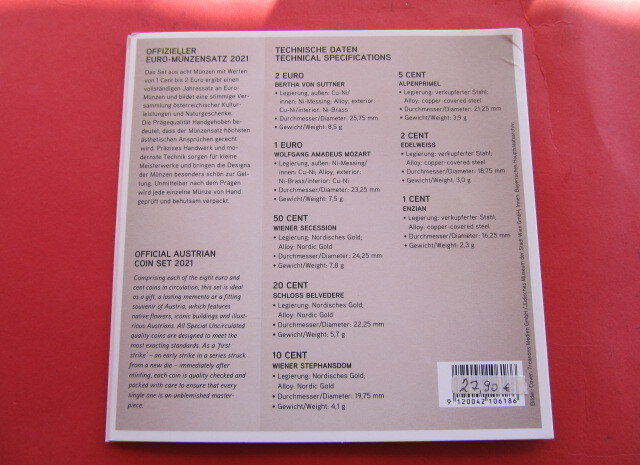 OFFIZIELLER
EURO-MÜNZENSATZ 2021
Das Set aus acht Münzen mit Werten
von 1 Cent bis 2 Euro ergibt einen
vollständigen Jahressatz an Euro-
Münzen und bildet eine stimmige Ver-
sammlung österreichischer Kultur-
leistungen und Naturgeschenke.
Die Prägequalität Handgehoben be-
deutet, dass der Münzensatz höchsten
ästhetischen Ansprüchen gerecht
wird. Präzises Handwerk und mo-
dernste Technik sorgen für kleine
Meisterwerke und bringen die Designs
der Münzen besonders schön zur Gel-
tung. Unmittelbar nach dem Prägen
wird jede einzelne Münze von Hand
geprüft und behutsam verpackt.
OFFICIAL AUSTRIAN
COIN SET 2021
Comprising each of the eight euro and
cent coins in circulation, this set is ideal
as a gift, a lasting memento or a fitting
souvenir of Austria, which features
native flowers, iconic buildings and illust-
rious Austrians. All Special Uncirculated
quality coins are designed to meet the
most exacting standards. As a 'first
strike' – an early strike in a series struck
from a new die – immediately after
minting, each coin is quality checked and
packed with care to ensure that every
single one is an unblemished master-
piece.
TECHNISCHE DATEN
TECHNICAL SPECIFICATIONS
2 EURO
BERTHA VON SUTTNER
• Legierung, außen: Cu-Ni/
innen: Ni-Messing; Alloy, exterior:
Cu-Ni/interior: Ni-Brass
• Durchmesser/Diameter: 25,75 mm
• Gewicht/Weight: 8,5 g
1 EURO
WOLFGANG AMADEUS MOZART
• Legierung, außen: Ni-Messing/
innen: Cu-Ni; Alloy, exterior:
Ni-Brass/interior: Cu-Ni
• Durchmesser/Diameter: 23,25 mm
• Gewicht/Weight: 7,5 g
50 CENT
WIENER SECESSION
• Legierung: Nordisches Gold;
Alloy: Nordic Gold
• Durchmesser/Diameter: 24,25 mm
• Gewicht/Weight: 7,8 g
20 CENT
SCHLOSS BELVEDERE
• Legierung: Nordisches Gold;
Alloy: Nordic Gold
• Durchmesser/Diameter: 22,25 mm
• Gewicht/Weight: 5,7 g
10 CENT
WIENER STEPHANSDOM
• Legierung: Nordisches Gold;
Alloy: Nordic Gold
• Durchmesser/Diameter: 19,75 mm
• Gewicht/Weight: 4,1 g
5 CENT
ALPENPRIMEL
• Legierung: verkupferter Stahl;
Alloy: copper-covered steel
• Durchmesser/Diameter: 21,25 mm
• Gewicht/Weight: 3,9 g
2 CENT
EDELWEISS
• Legierung: verkupferter Stahl;
Alloy: copper-covered steel
• Durchmesser/Diameter: 18,75 mm
• Gewicht/Weight: 3,0 g
1 CENT
ENZIAN
• Legierung: verkupferter Stahl;
Alloy: copper-covered steel
• Durchmesser/Diameter: 16,25 mm
• Gewicht/Weight: 2,3 g
27,90 €
9 120042 106186
Bilder: Cover: Medien GmbH / Jüdisches Museum der Stadt Wien GmbH, innen: Bayerisches